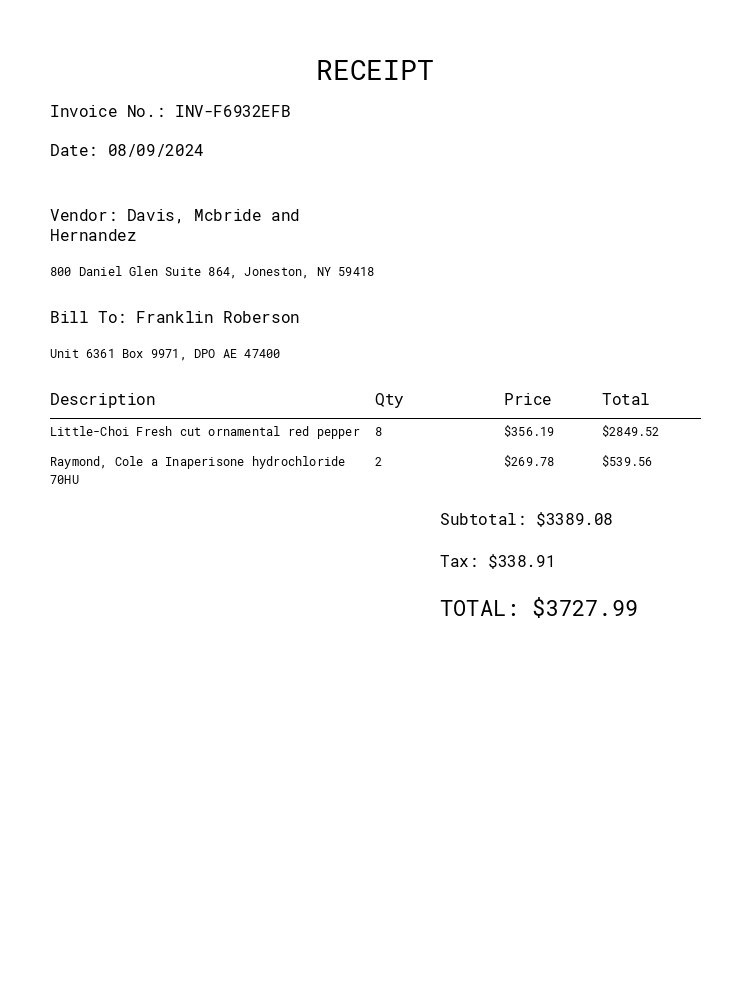 RECEIPT
Invoice No.: INV-F6932EFB
Date: 08/09/2024
Vendor: Davis, Mcbride and
Hernandez
800 Daniel Glen Suite 864, Joneston, NY 59418
Bill To: Franklin Roberson
Unit 6361 Box 9971, DPO AE 47400
Description Qty Price Total
Little-Choi Fresh cut ornamental red pepper 8 $356.19 $2849.52
Raymond, Cole a Inaperisone hydrochloride 2 $269.78 $539.56
70HU
Subtotal: $3389.08
Tax: $338.91
TOTAL: $3727.99